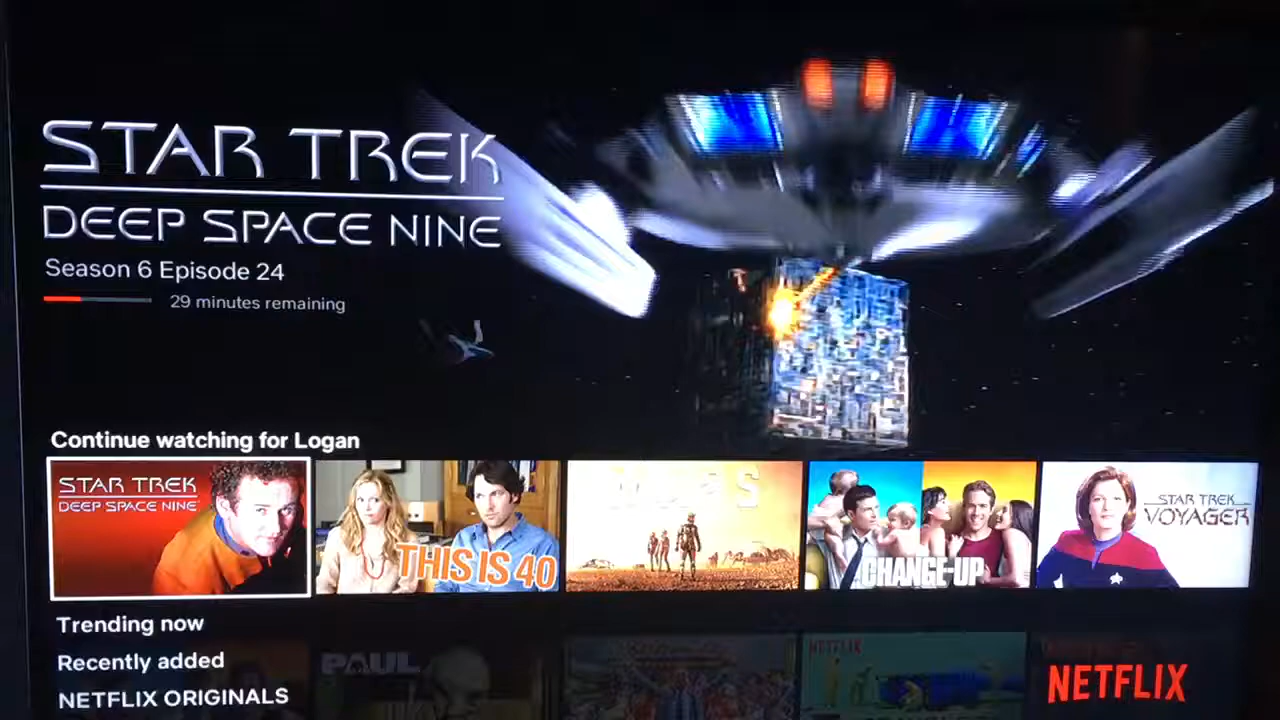 STAR TREK
DEEP SPACE NINE
Season 6 Episode 24
29 minutes remaining
Continue watching for Logan
STAR TREK
DEEP SPACE NINE
THIS IS 40
CHANGE-UP
STAR TREK
VOYAGER
Trending now
Recently added
NETFLIX ORIGINALS
PAUL
NETFLIX
NETFLIX